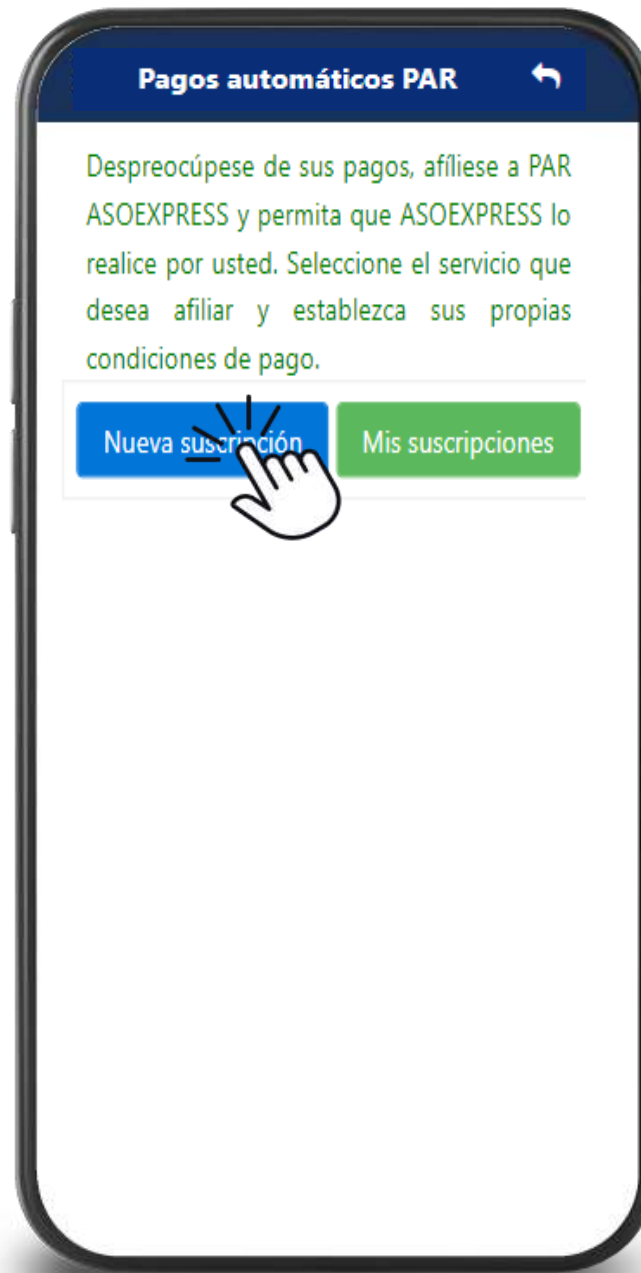 Pagos automáticos PAR
Despreocúpese de sus pagos, afíliese a PAR
ASOEXPRESS y permita que ASOEXPRESS lo
realice por usted. Seleccione el servicio que
desea afiliar y establezca sus propias
condiciones de pago.
Nueva suscripción Mis suscripciones